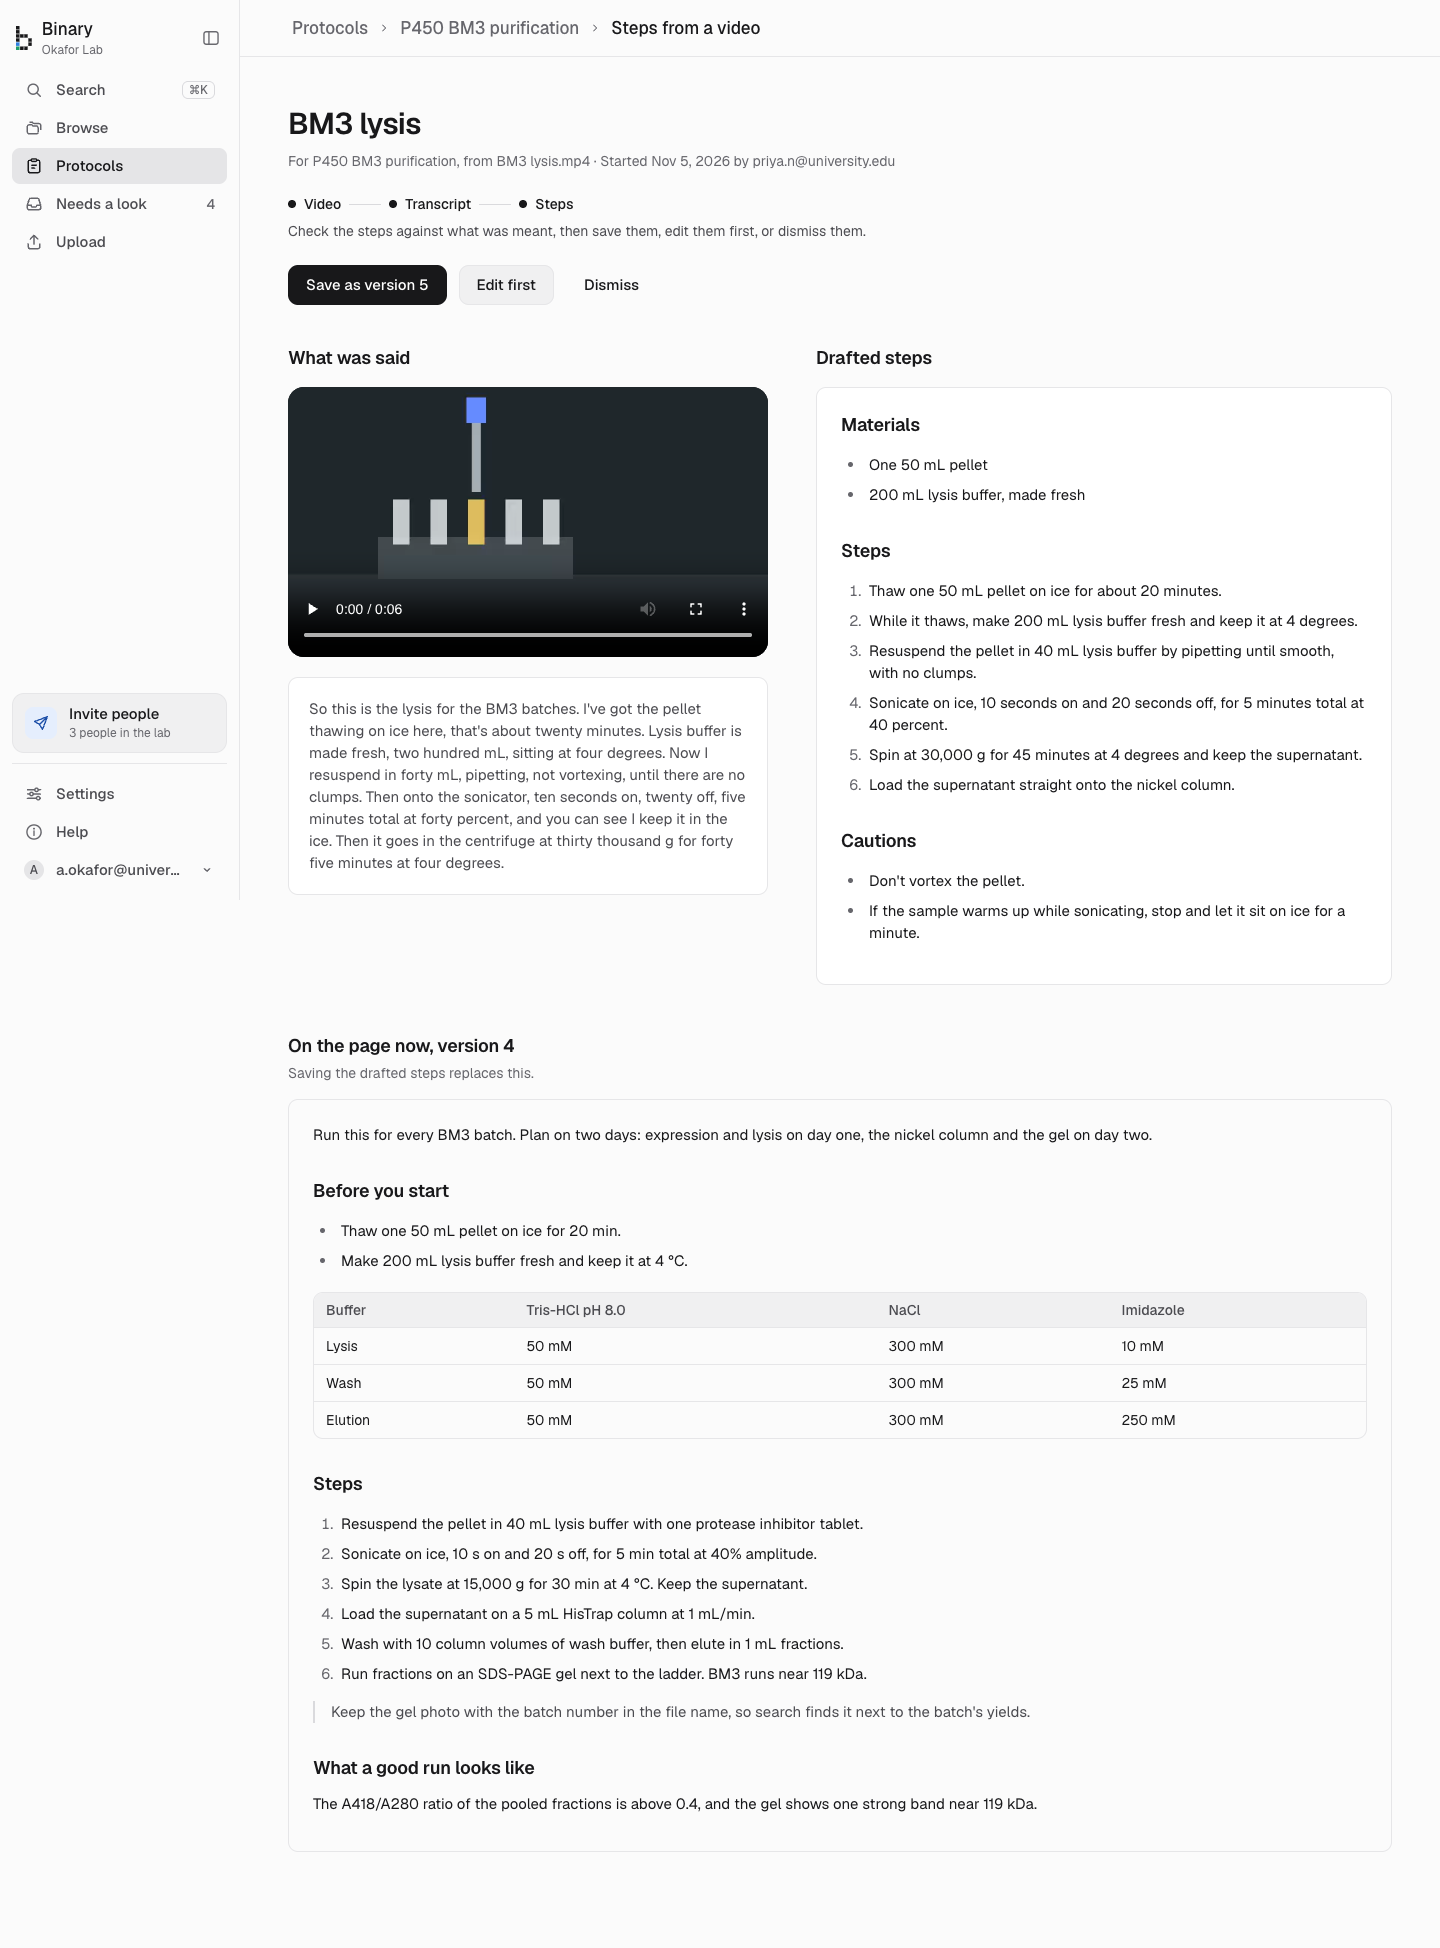 Binary
Okafor Lab
Search
⌘K
Browse
Protocols
Needs a look
4
Upload
Invite people
3 people in the lab
Settings
Help
A
a.okafor@univer...
Protocols
P450 BM3 purification
Steps from a video
BM3 lysis
For P450 BM3 purification, from BM3 lysis.mp4 · Started Nov 5, 2026 by priya.n@university.edu
Video
Transcript
Steps
Check the steps against what was meant, then save them, edit them first, or dismiss them.
Save as version 5
Edit first
Dismiss
What was said
0:00 / 0:06
So this is the lysis for the BM3 batches. I've got the pellet
thawing on ice here, that's about twenty minutes. Lysis buffer is
made fresh, two hundred mL, sitting at four degrees. Now I
resuspend in forty mL, pipetting, not vortexing, until there are no
clumps. Then onto the sonicator, ten seconds on, twenty off, five
minutes total at forty percent, and you can see I keep it in the
ice. Then it goes in the centrifuge at thirty thousand g for forty
five minutes at four degrees.
Drafted steps
Materials
• One 50 mL pellet
• 200 mL lysis buffer, made fresh
Steps
1. Thaw one 50 mL pellet on ice for about 20 minutes.
2. While it thaws, make 200 mL lysis buffer fresh and keep it at 4 degrees.
3. Resuspend the pellet in 40 mL lysis buffer by pipetting until smooth,
with no clumps.
4. Sonicate on ice, 10 seconds on and 20 seconds off, for 5 minutes total at
40 percent.
5. Spin at 30,000 g for 45 minutes at 4 degrees and keep the supernatant.
6. Load the supernatant straight onto the nickel column.
Cautions
• Don't vortex the pellet.
• If the sample warms up while sonicating, stop and let it sit on ice for a
minute.
On the page now, version 4
Saving the drafted steps replaces this.
Run this for every BM3 batch. Plan on two days: expression and lysis on day one, the nickel column and the gel on day two.
Before you start
• Thaw one 50 mL pellet on ice for 20 min.
• Make 200 mL lysis buffer fresh and keep it at 4 °C.
Buffer Tris-HCl pH 8.0 NaCl Imidazole
Lysis 50 mM 300 mM 10 mM
Wash 50 mM 300 mM 25 mM
Elution 50 mM 300 mM 250 mM
Steps
1. Resuspend the pellet in 40 mL lysis buffer with one protease inhibitor tablet.
2. Sonicate on ice, 10 s on and 20 s off, for 5 min total at 40% amplitude.
3. Spin the lysate at 15,000 g for 30 min at 4 °C. Keep the supernatant.
4. Load the supernatant on a 5 mL HisTrap column at 1 mL/min.
5. Wash with 10 column volumes of wash buffer, then elute in 1 mL fractions.
6. Run fractions on an SDS-PAGE gel next to the ladder. BM3 runs near 119 kDa.
Keep the gel photo with the batch number in the file name, so search finds it next to the batch's yields.
What a good run looks like
The A418/A280 ratio of the pooled fractions is above 0.4, and the gel shows one strong band near 119 kDa.